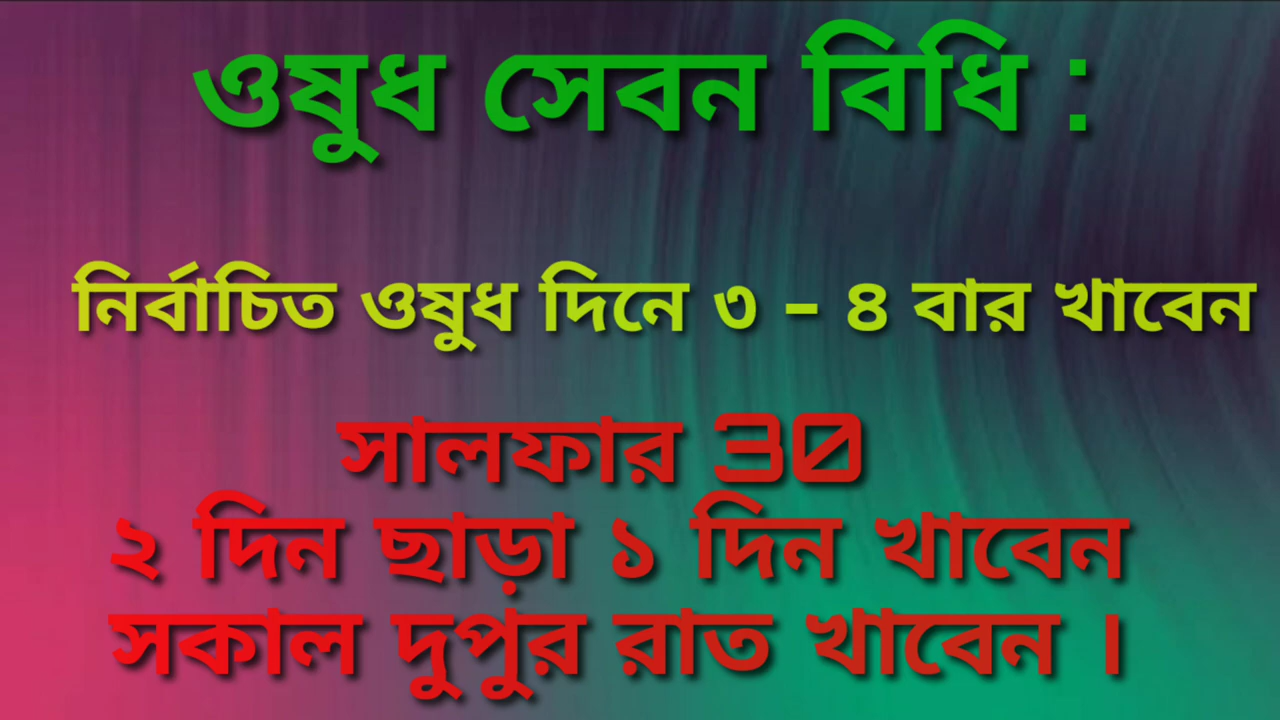 ওষুধ সেবন বিধি :
নির্বাচিত ওষুধ দিনে ৩ – ৪ বার খাবেন
সালফার 30
২ দিন ছাড়া ১ দিন খাবেন
সকাল দুপুর রাত খাবেন ।